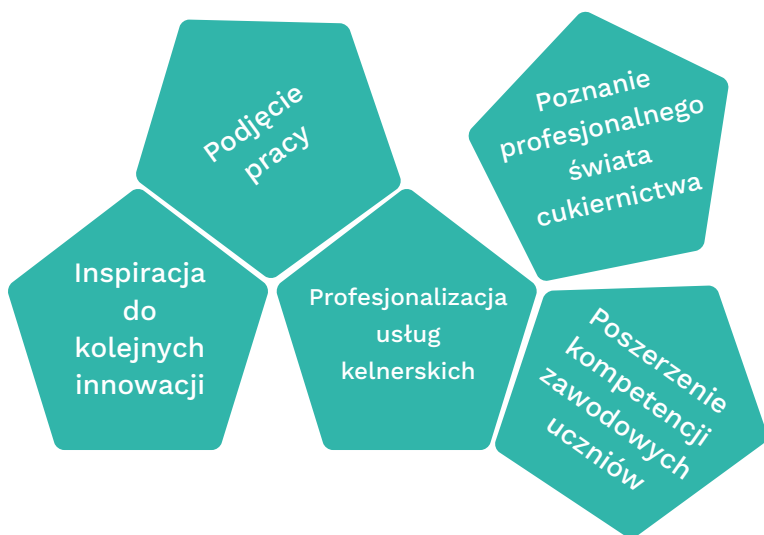 Podjęcie
pracy
Poznanie
profesjonalnego
świata
cukiernictwa
Inspiracja
do
kolejnych
innowacji
Profesjonalizacja
usług
kelnerskich
Poszerzenie
kompetencji
zawodowych
uczniów